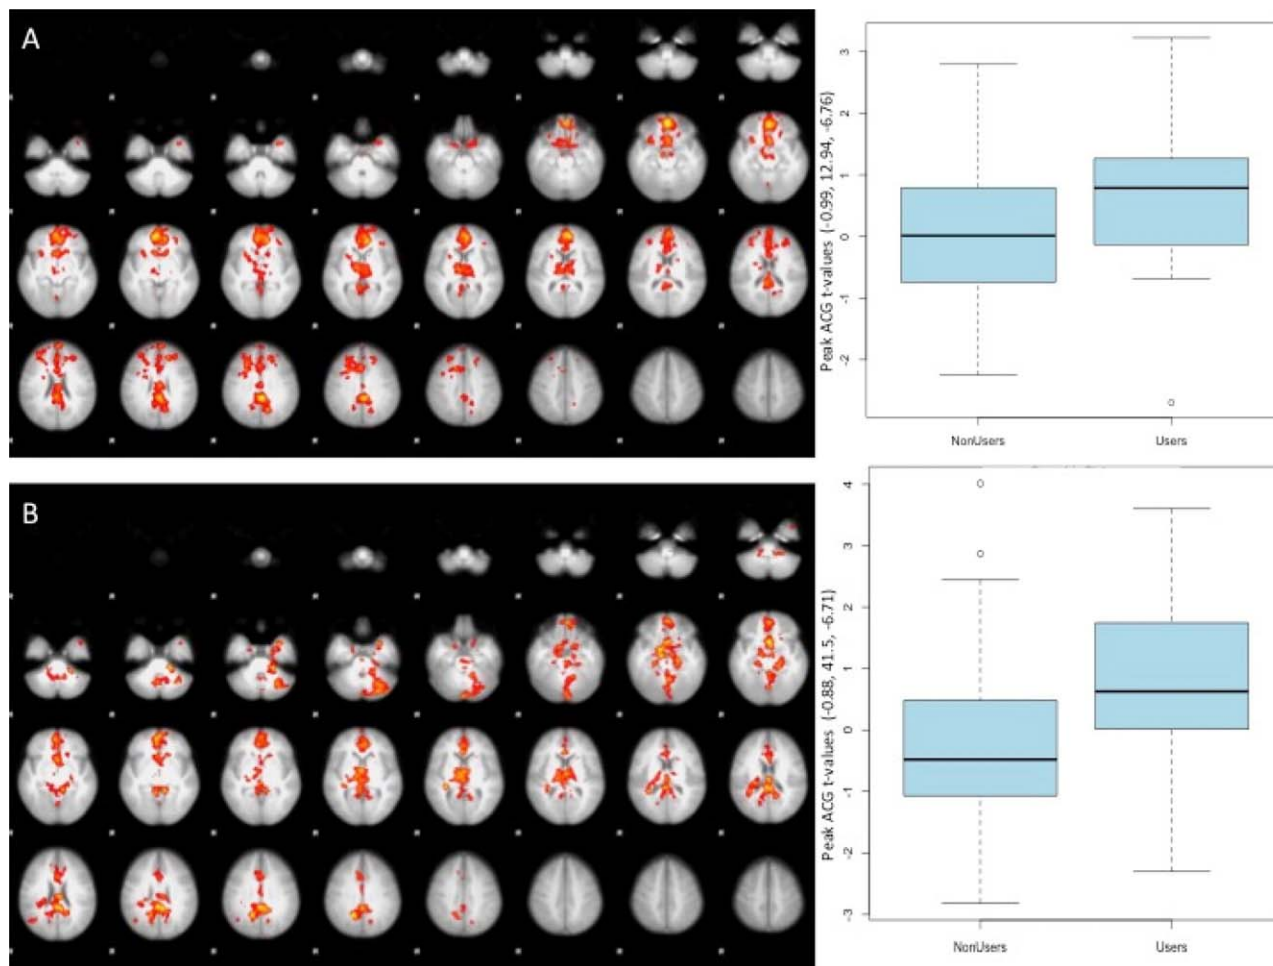 A
Peak ACG t-values (-0.99, 12.94, -6.76)
3
2
1
0
-1
-2
NonUsers Users
B
Peak ACG t-values (-0.88, 41.5, -6.71)
4
3
2
1
0
-1
-2
-3
NonUsers Users